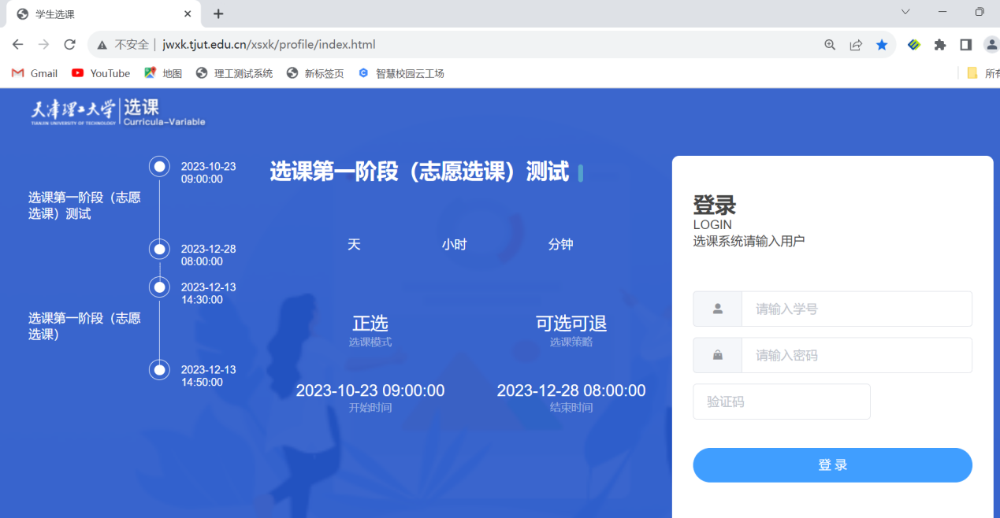 学生选课
不安全
jwxk.tjut.edu.cn/xsxk/profile/index.html
Gmail
YouTube
地图
理工测试系统
新标签页
智慧校园云工场
所有
天津理工大学
TIANJIN UNIVERSITY OF TECHNOLOGY
选课
Curricula-Variable
2023-10-23
09:00:00
选课第一阶段（志愿
选课）测试
2023-12-28
08:00:00
2023-12-13
14:30:00
选课第一阶段（志愿
选课）
2023-12-13
14:50:00
选课第一阶段（志愿选课）测试
天 小时 分钟
正选
选课模式
可选可退
选课策略
2023-10-23 09:00:00
开始时间
2023-12-28 08:00:00
结束时间
登录
LOGIN
选课系统请输入用户
请输入学号
请输入密码
验证码
登 录